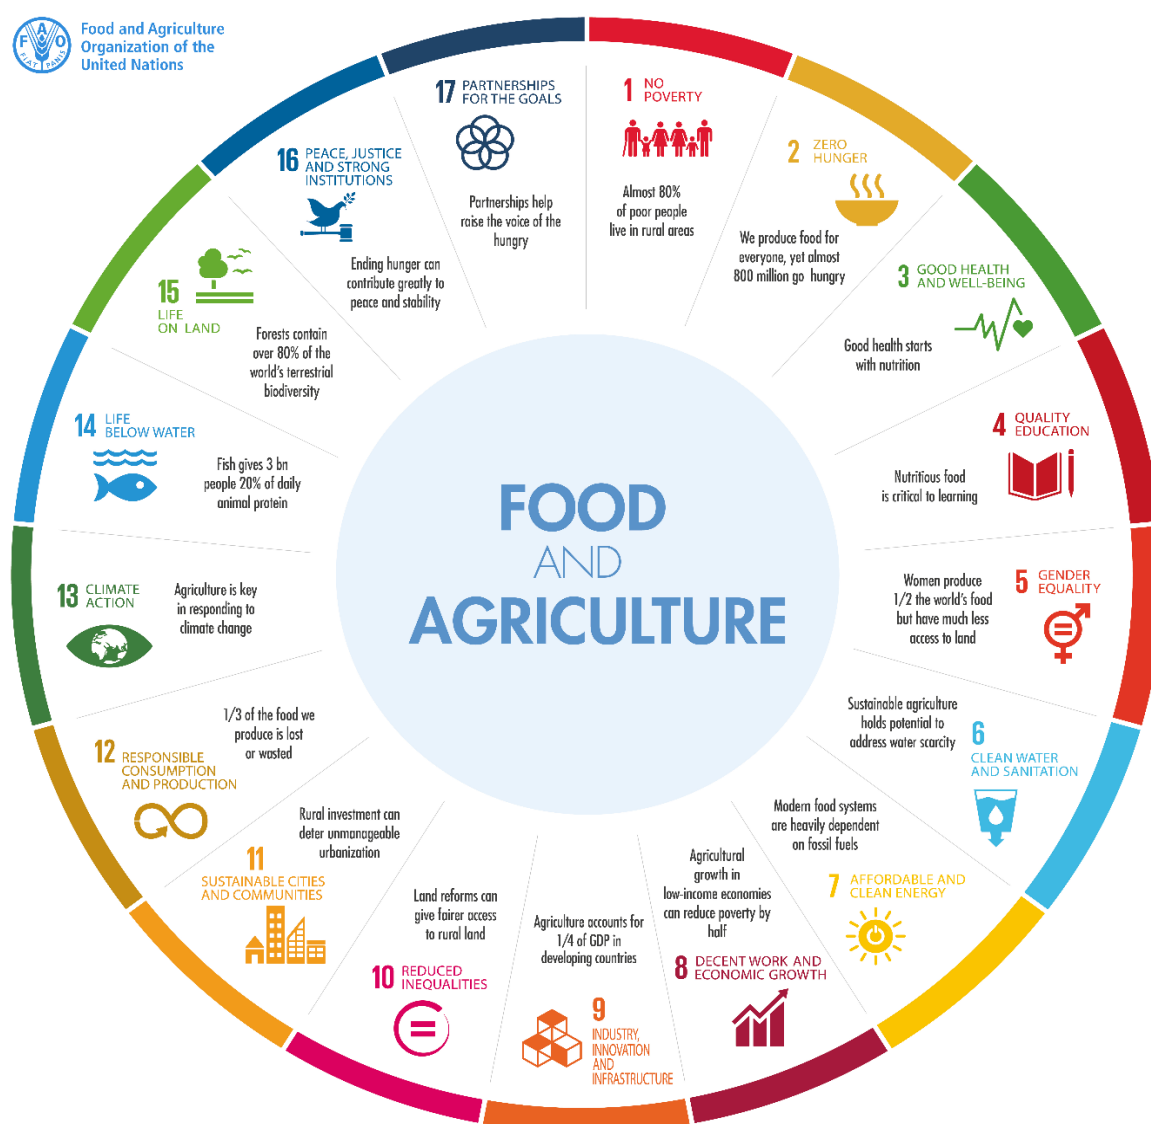 Food and Agriculture
Organization of the
United Nations
F A O
FIAT PANIS
1 NO
POVERTY
Almost 80%
of poor people
live in rural areas
2 ZERO
HUNGER
We produce food for
everyone, yet almost
800 million go hungry
3 GOOD HEALTH
AND WELL-BEING
Good health starts
with nutrition
4 QUALITY
EDUCATION
Nutritious food
is critical to learning
5 GENDER
EQUALITY
Women produce
1/2 the world's food
but have much less
access to land
6
CLEAN WATER
AND SANITATION
Sustainable agriculture
holds potential to
address water scarcity
7 AFFORDABLE AND
CLEAN ENERGY
Modern food systems
are heavily dependent
on fossil fuels
8 DECENT WORK AND
ECONOMIC GROWTH
Agricultural
growth in
low-income economies
can reduce poverty by
half
9
INDUSTRY,
INNOVATION
AND
INFRASTRUCTURE
Agriculture accounts for
1/4 of GDP in
developing countries
10 REDUCED
INEQUALITIES
Land reforms can
give fairer access
to rural land
11
SUSTAINABLE CITIES
AND COMMUNITIES
Rural investment can
deter unmanageable
urbanization
12 RESPONSIBLE
CONSUMPTION
AND PRODUCTION
1/3 of the food we
produce is lost
or wasted
13 CLIMATE
ACTION
Agriculture is key
in responding to
climate change
14 LIFE
BELOW WATER
Fish gives 3 bn
people 20% of daily
animal protein
15
LIFE
ON LAND
Forests contain
over 80% of the
world's terrestrial
biodiversity
16 PEACE, JUSTICE
AND STRONG
INSTITUTIONS
Ending hunger can
contribute greatly to
peace and stability
17 PARTNERSHIPS
FOR THE GOALS
Partnerships help
raise the voice of the
hungry
FOOD
AND
AGRICULTURE